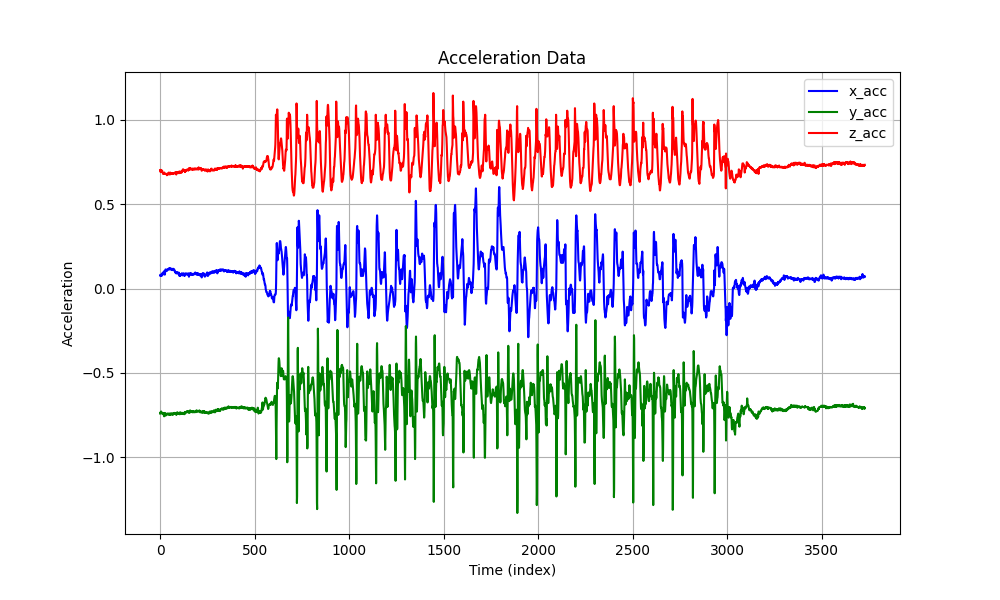 Acceleration Data
x_acc
y_acc
z_acc
1.0
0.5
0.0
−0.5
−1.0
Acceleration
0 500 1000 1500 2000 2500 3000 3500
Time (index)